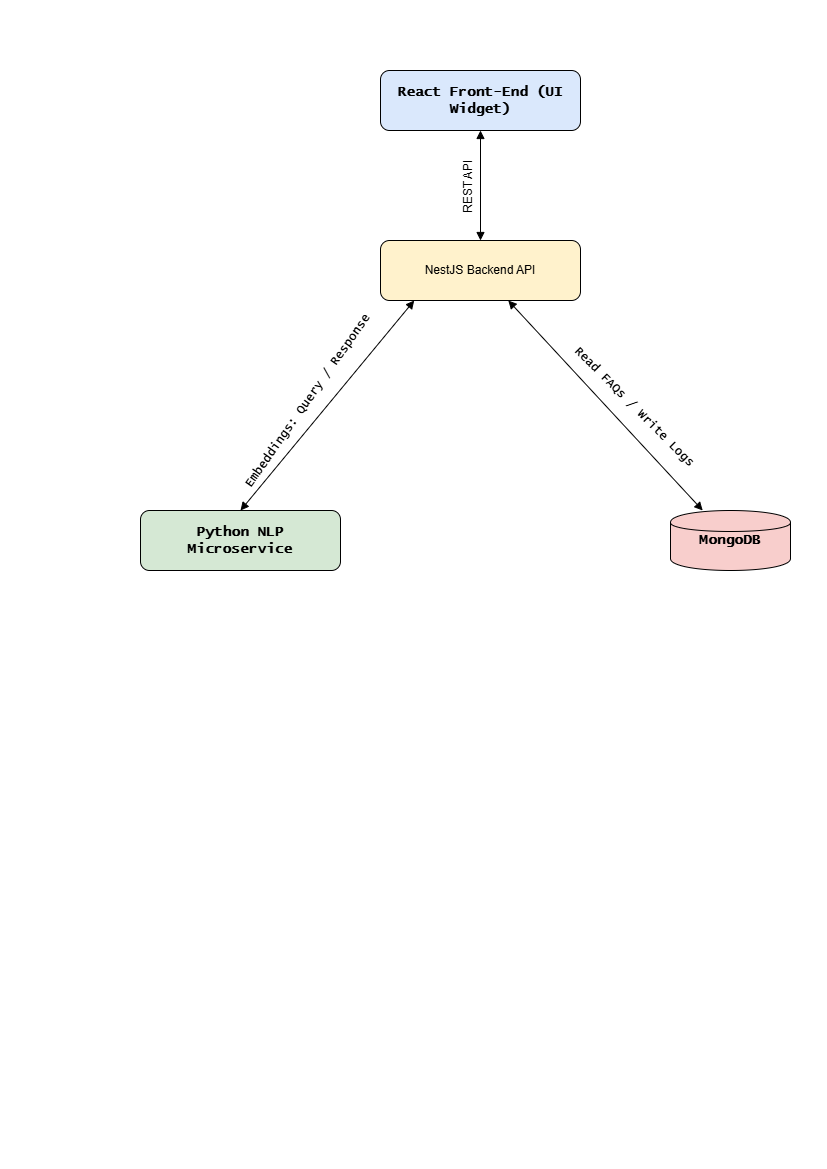 React Front-End (UI
Widget)
REST API
NestJS Backend API
Embeddings: Query / Response
Read FAQs / Write Logs
Python NLP
Microservice
MongoDB